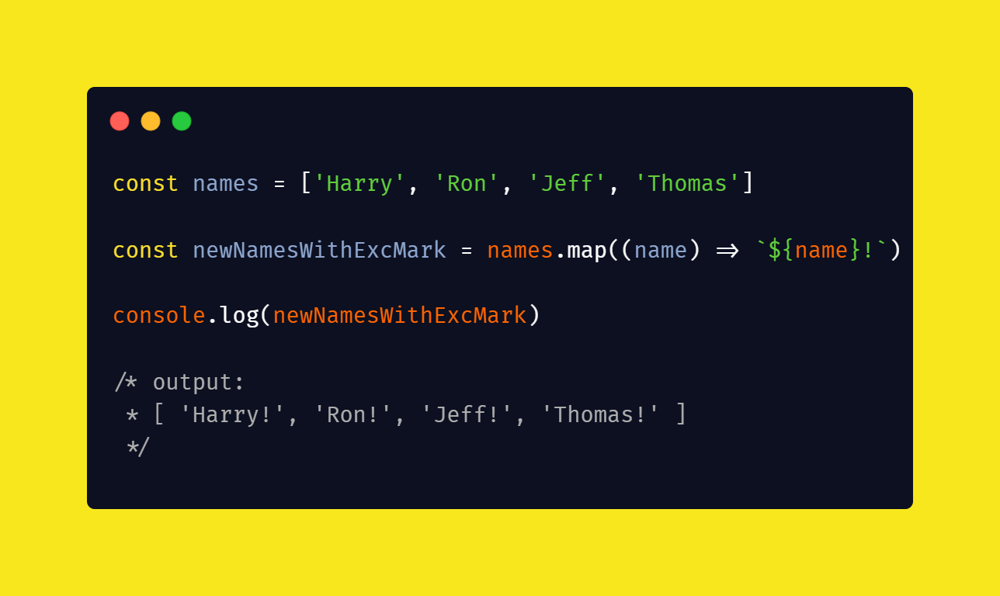 const names = ['Harry', 'Ron', 'Jeff', 'Thomas']
const newNamesWithExcMark = names.map((name) => `${name}!`)
console.log(newNamesWithExcMark)
/* output:
 * [ 'Harry!', 'Ron!', 'Jeff!', 'Thomas!' ]
 */